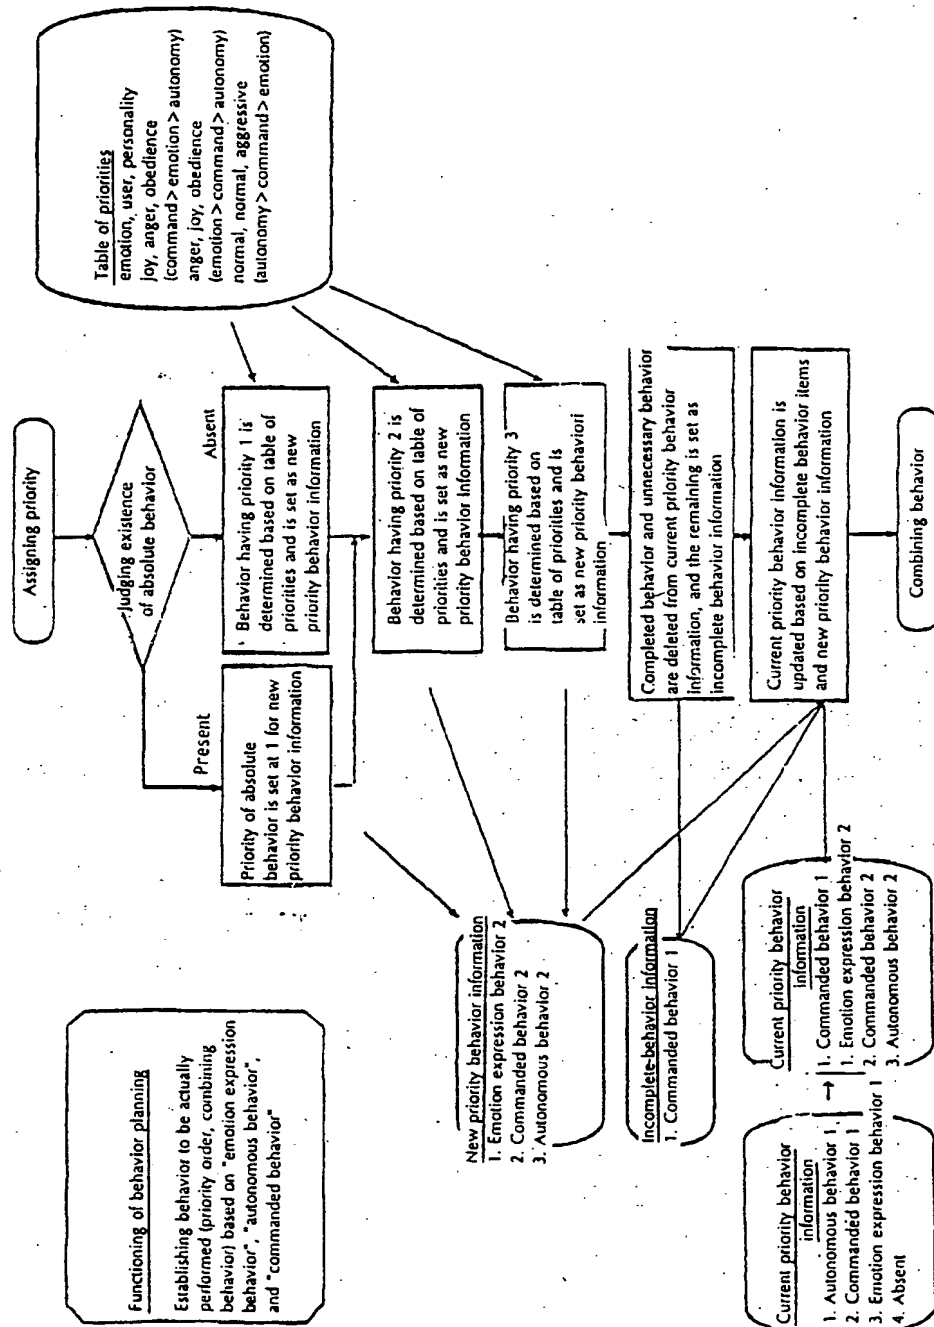 Functioning of behavior planning
Establishing behavior to be actually
performed (priority order, combining
behavior) based on "emotion expression
behavior", "autonomous behavior",
and "commanded behavior"
Assigning priority
Judging existence
of absolute behavior
Present
Absent
Priority of absolute
behavior is set at 1 for new
priority behavior information
Behavior having priority 1 is
determined based on table of
priorities and is set as new
priority behavior information
Table of priorities
emotion, user, personality
joy, anger, obedience
(command > emotion > autonomy)
anger, joy, obedience
(emotion > command > autonomy)
normal, normal, aggressive
(autonomy > command > emotion)
Behavior having priority 2 is
determined based on table of
priorities and is set as new
priority behavior information
Behavior having priority 3
is determined based on
table of priorities and is
set as new priority behaviori
information
New priority behavior information
1. Emotion expression behavior 2
2. Commanded behavior 2
3. Autonomous behavior 2
Completed behavior and unnecessary behavior
are deleted from current priority behavior
information, and the remaining is set as
incomplete behavior information
Incomplete behavior information
1. Commanded behavior 1
Current priority behavior information is
updated based on incomplete behavior items
and new priority behavior information
Current priority behavior
information
1. Autonomous behavior 1
2. Commanded behavior 1
3. Emotion expression behavior 1
4. Absent
→
Current priority behavior
Information
1. Commanded behavior 1
1. Emotion expression behavior 2
2. Commanded behavior 2
3. Autonomous behavior 2
Combining behavior